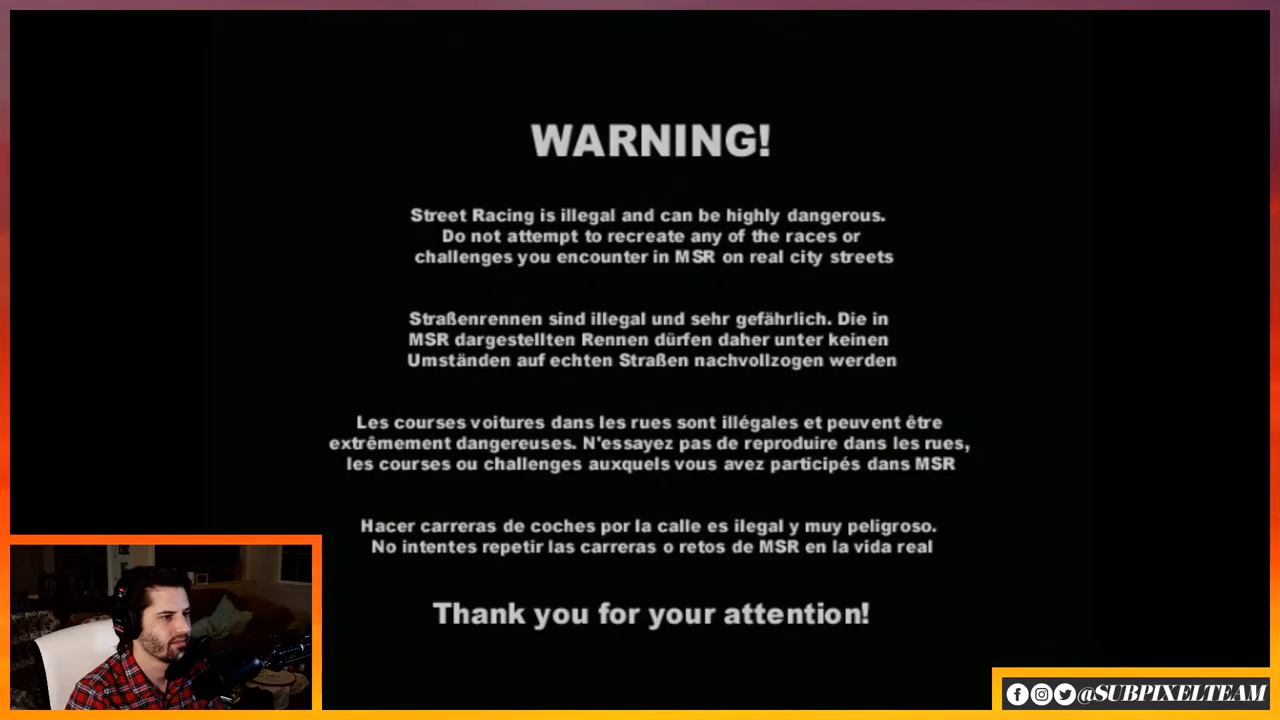 WARNING!
Street Racing is illegal and can be highly dangerous.
Do not attempt to recreate any of the races or
challenges you encounter in MSR on real city streets
Straßenrennen sind illegal und sehr gefährlich. Die in
MSR dargestellten Rennen dürfen daher unter keinen
Umständen auf echten Straßen nachvollzogen werden
Les courses voitures dans les rues sont illégales et peuvent être
extrêmement dangereuses. N'essayez pas de reproduire dans les rues,
les courses ou challenges auxquels vous avez participés dans MSR
Hacer carreras de coches por la calle es ilegal y muy peligroso.
No intentes repetir las carreras o retos de MSR en la vida real
Thank you for your attention!
@SUBPIXELTEAM